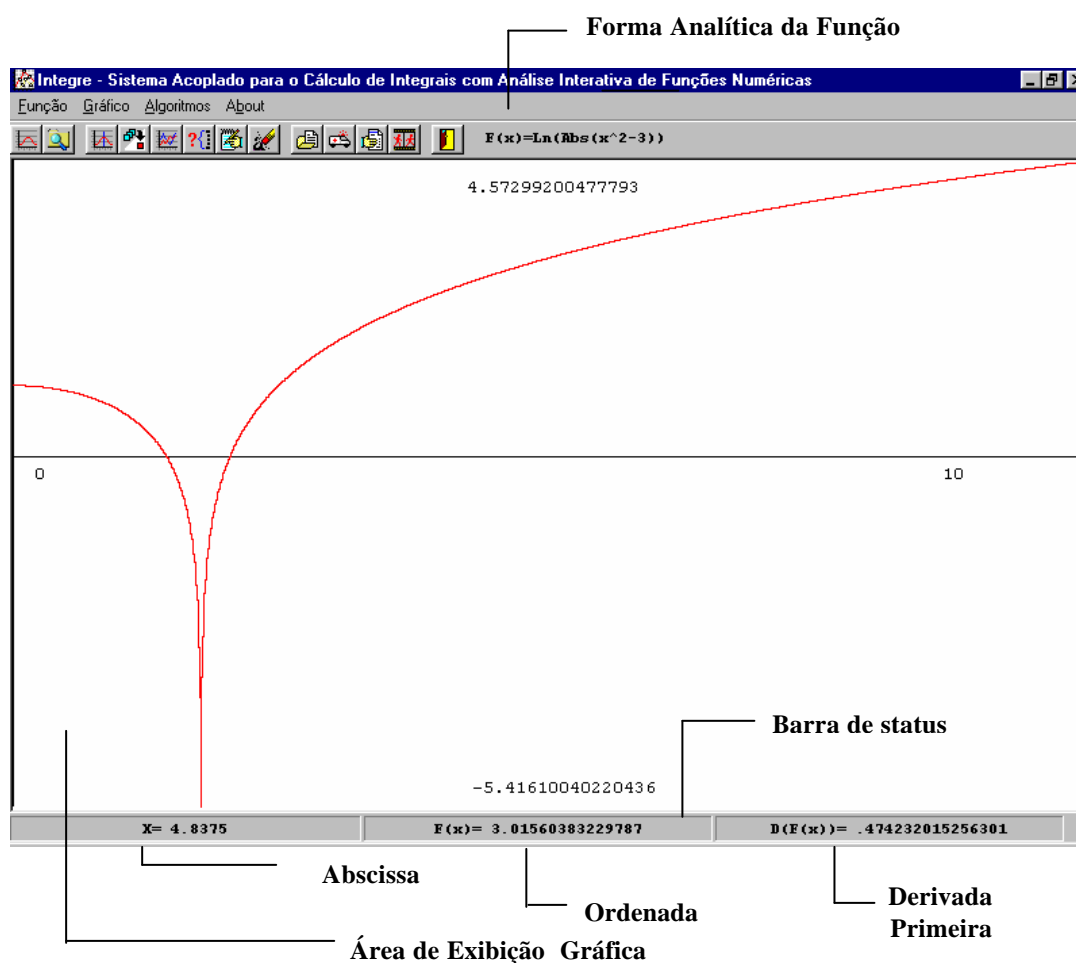 Forma Analítica da Função
Integre - Sistema Acoplado para o Cálculo de Integrais com Análise Interativa de Funções Numéricas
Função Gráfico Algoritmos About
F(x)=Ln(Abs(x^2-3))
4.57299200477793
0
10
Barra de status
-5.41610040220436
X= 4.8375
F(x)= 3.01560383229787
D(F(x))= .474232015256301
Abscissa
Ordenada
Derivada
Primeira
Área de Exibição Gráfica